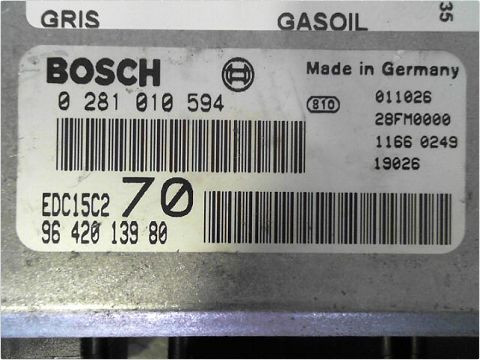 35
GRIS GASOIL
BOSCH Made in Germany
0 281 010 594 810 011026
28FM0000
1166 0249
19026
EDC15C2 70
96 420 139 80